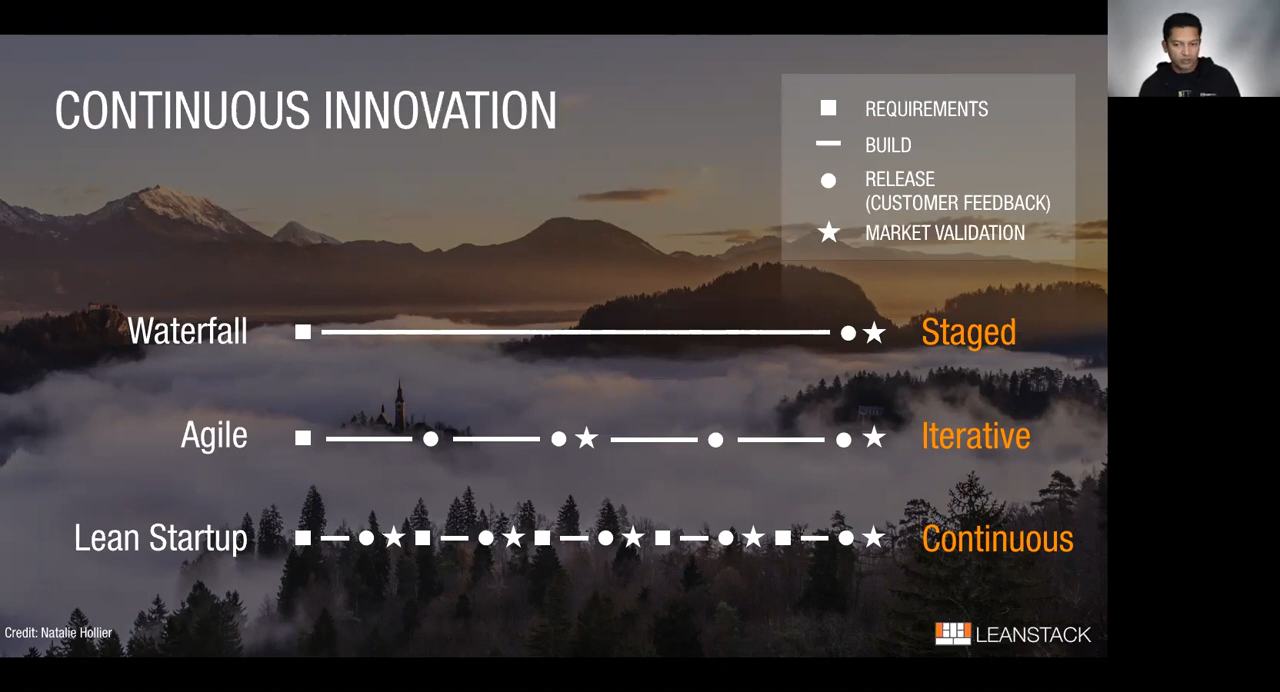 CONTINUOUS INNOVATION
REQUIREMENTS
BUILD
RELEASE
(CUSTOMER FEEDBACK)
MARKET VALIDATION
Waterfall
Staged
Agile
Iterative
Lean Startup
Continuous
Credit: Natalie Hollier
LEANSTACK